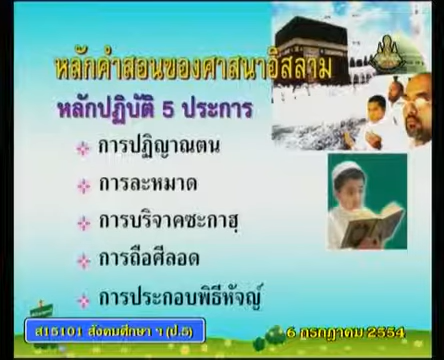 หลักคำสอนของศาสนาอิสลาม
หลักปฏิบัติ 5 ประการ
การปฏิญาณตน
การละหมาด
การบริจาคซะกาฮฺ
การถือศีลอด
การประกอบพิธีหัจญ์
ส15101 สังคมศึกษา ฯ (ป.5)
6 กรกฎาคม 2554